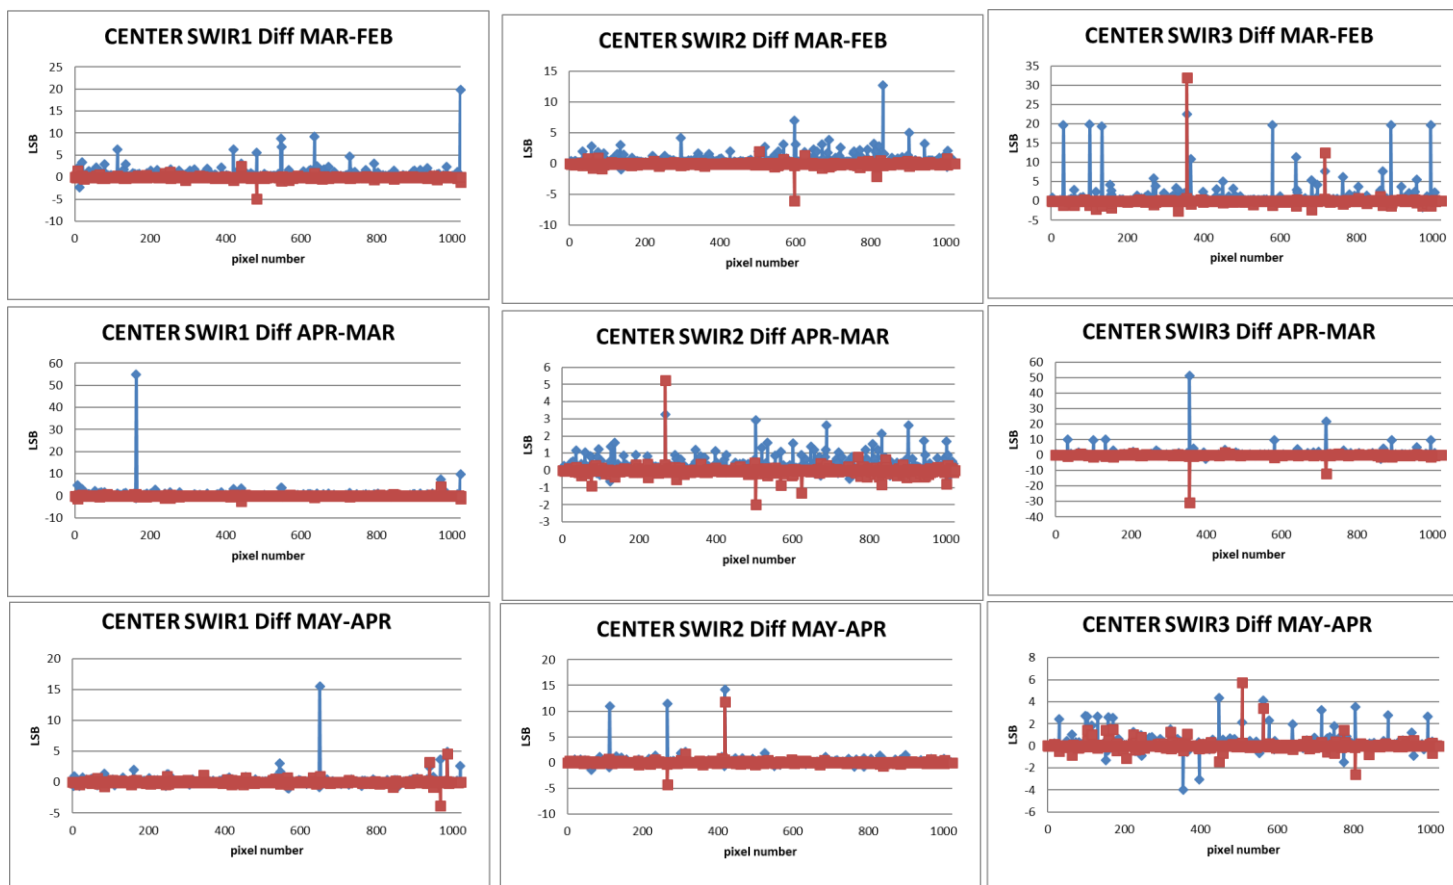 CENTER SWIR1 Diff MAR-FEB
25
20
15
10
5
0
-5
-10
LSB
0 200 400 600 800 1000
pixel number
CENTER SWIR2 Diff MAR-FEB
15
10
5
0
-5
-10
LSB
0 200 400 600 800 1000
pixel number
CENTER SWIR3 Diff MAR-FEB
35
30
25
20
15
10
5
0
-5
LSB
0 200 400 600 800 1000
pixel number
CENTER SWIR1 Diff APR-MAR
60
50
40
30
20
10
0
-10
LSB
0 200 400 600 800 1000
pixel number
CENTER SWIR2 Diff APR-MAR
6
5
4
3
2
1
0
-1
-2
-3
LSB
0 200 400 600 800 1000
pixel number
CENTER SWIR3 Diff APR-MAR
60
50
40
30
20
10
0
-10
-20
-30
-40
LSB
0 200 400 600 800 1000
pixel number
CENTER SWIR1 Diff MAY-APR
20
15
10
5
0
-5
LSB
0 200 400 600 800 1000
pixel number
CENTER SWIR2 Diff MAY-APR
20
15
10
5
0
-5
-10
LSB
0 200 400 600 800 1000
pixel number
CENTER SWIR3 Diff MAY-APR
8
6
4
2
0
-2
-4
-6
LSB
0 200 400 600 800 1000
pixel number